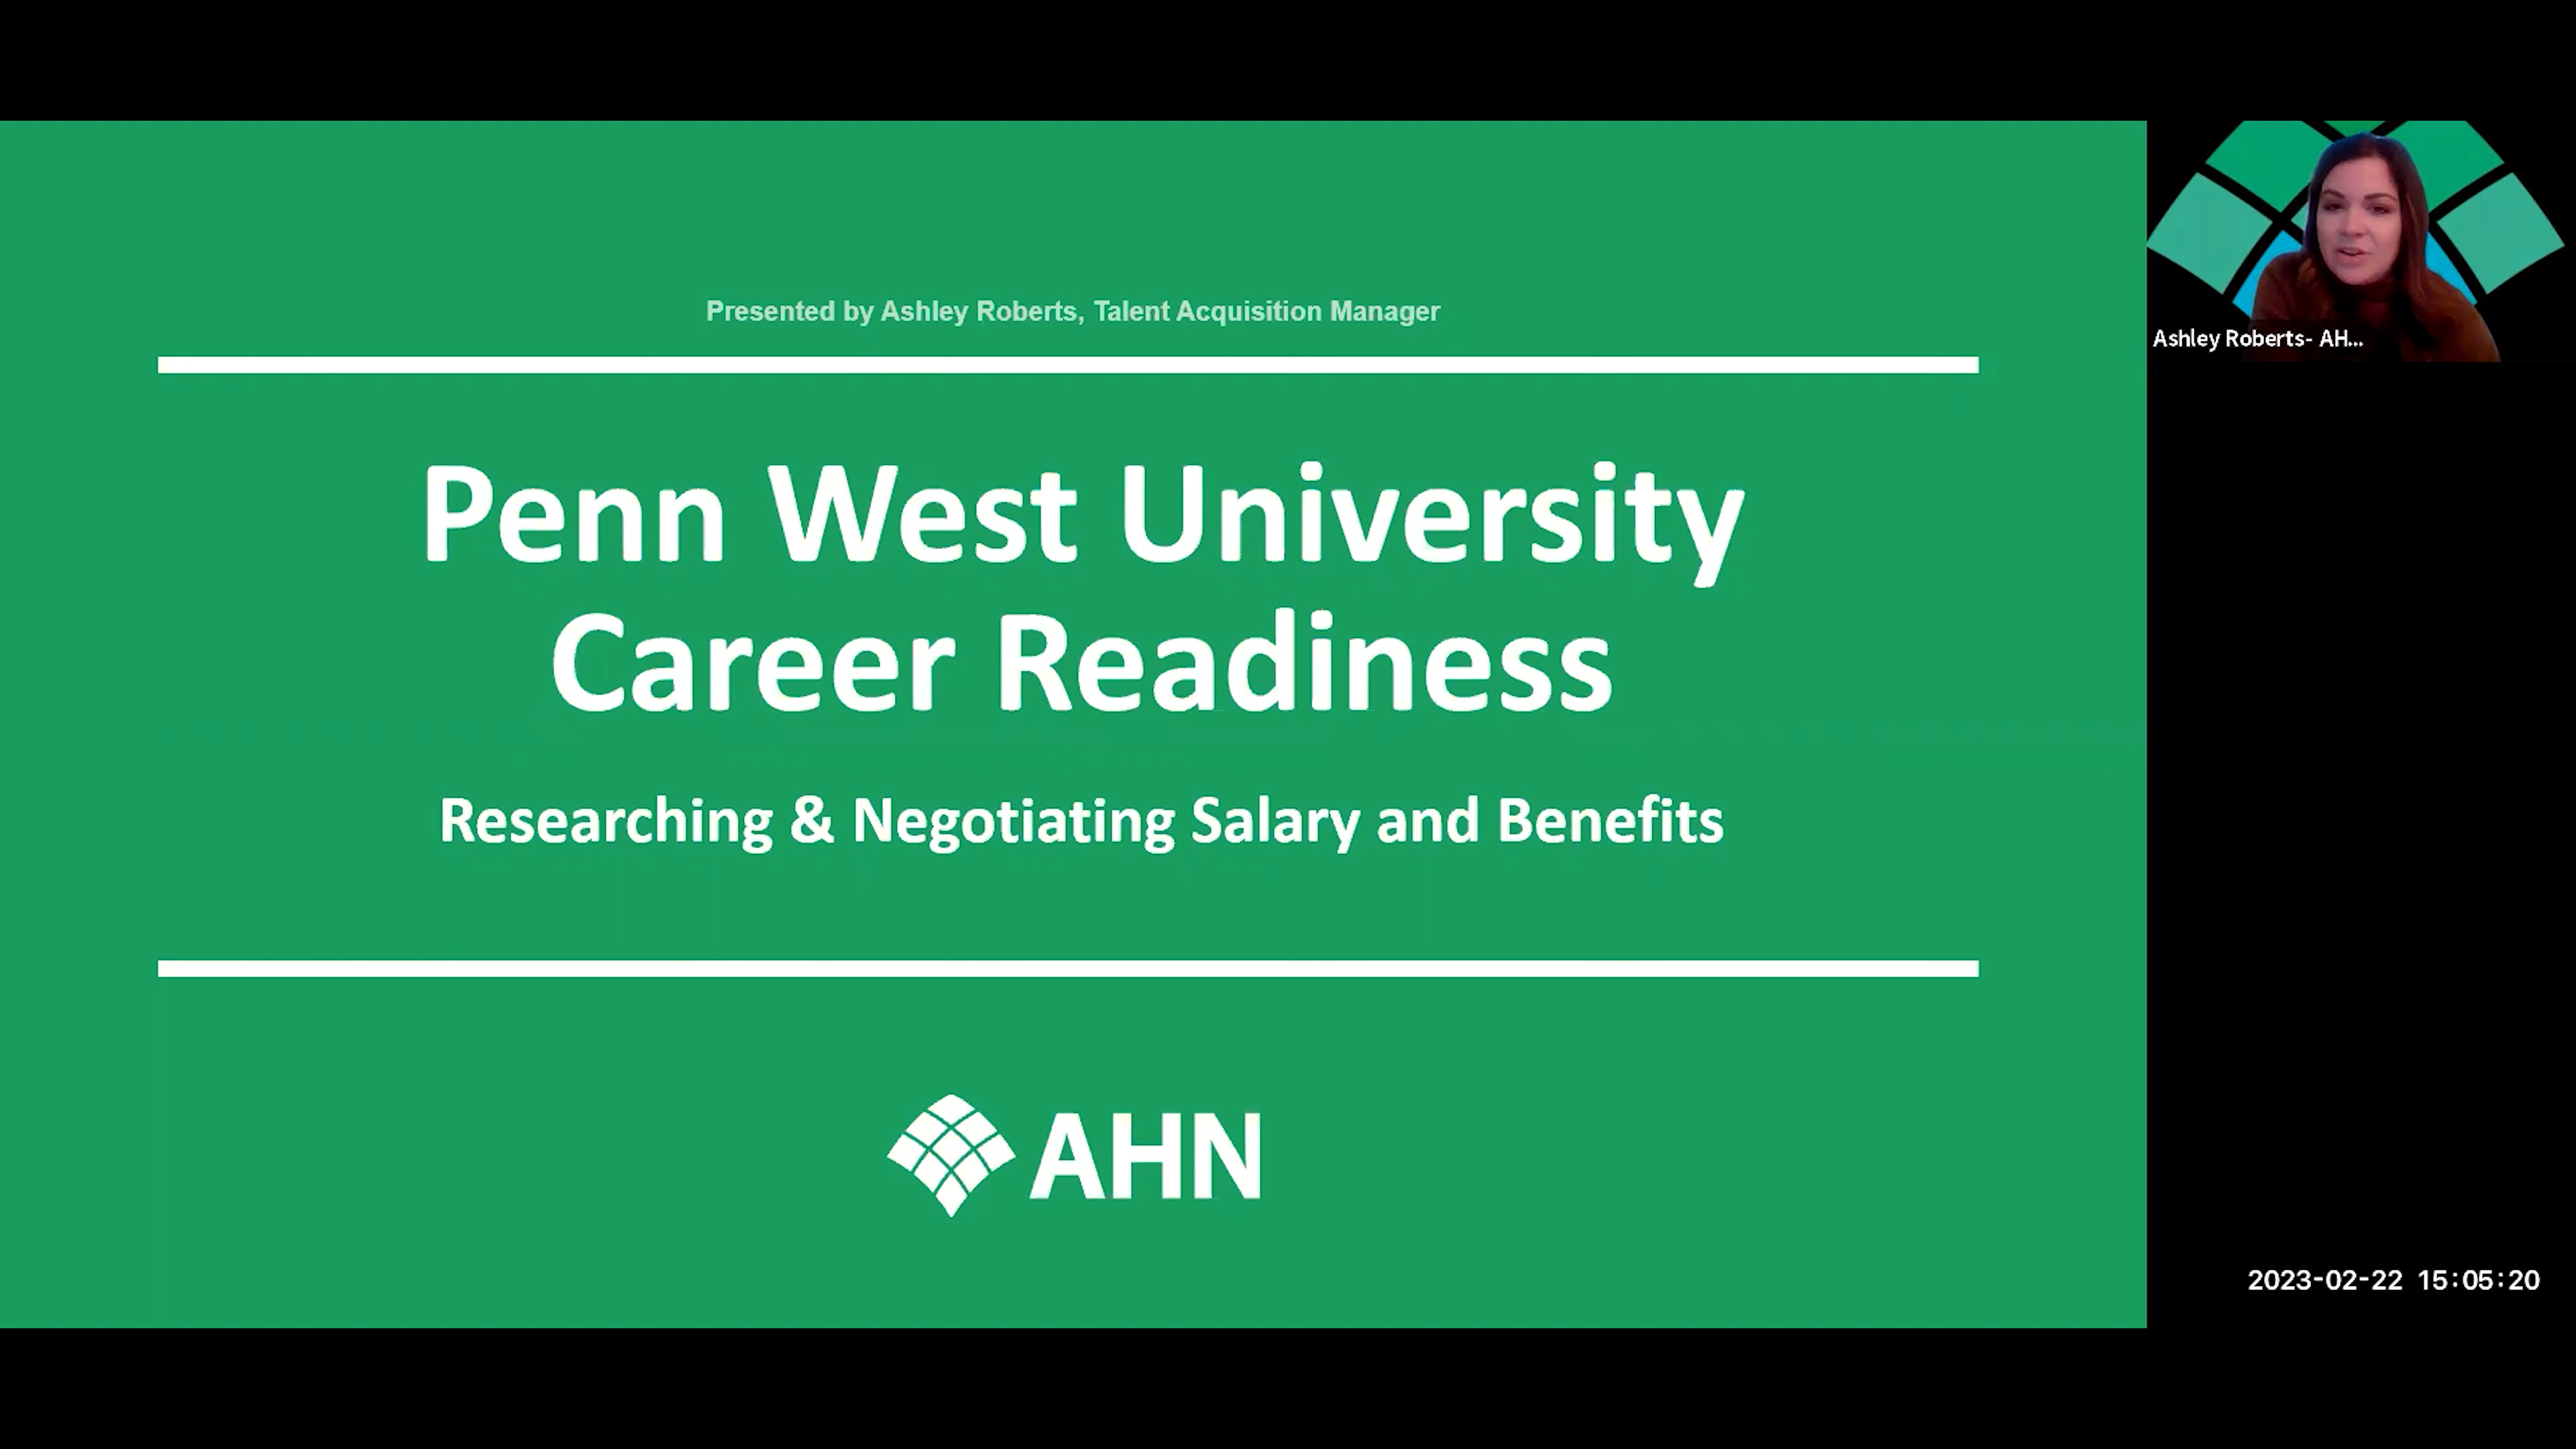 Presented by Ashley Roberts, Talent Acquisition Manager
Penn West University
Career Readiness
Researching & Negotiating Salary and Benefits
AHN
Ashley Roberts- AH...
2023-02-22 15:05:20